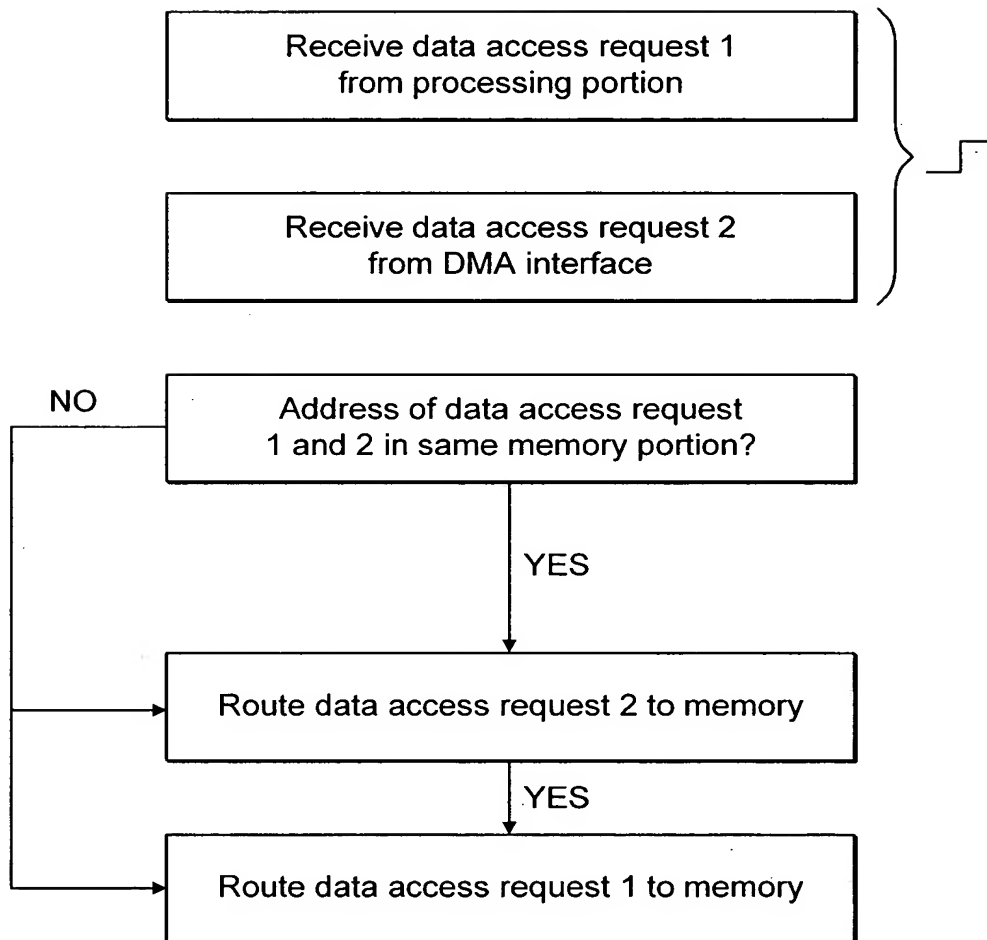 Receive data access request 1
from processing portion
Receive data access request 2
from DMA interface
NO
Address of data access request
1 and 2 in same memory portion?
YES
Route data access request 2 to memory
YES
Route data access request 1 to memory